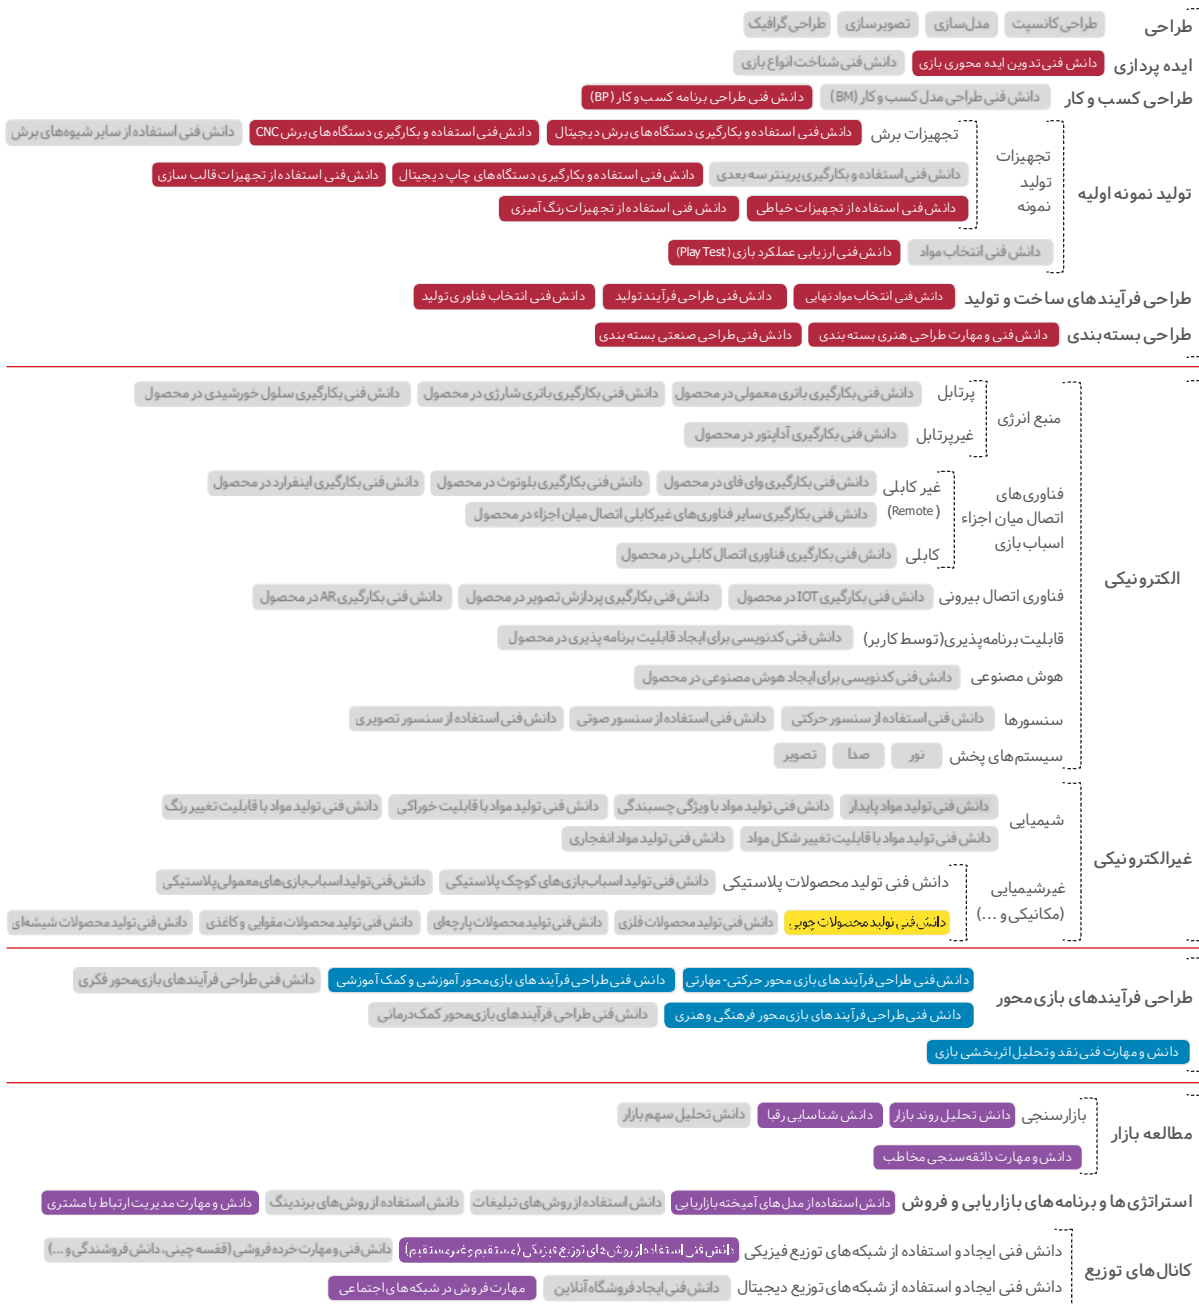 طراحی طراحی کانسپت مدل‌سازی تصویرسازی طراحی گرافیک
ایده پردازی دانش فنی تدوین ایده محوری بازی دانش فنی شناخت انواع بازی
طراحی کسب و کار دانش فنی طراحی مدل کسب و کار (BM) دانش فنی طراحی برنامه کسب و کار (BP)
تولید نمونه اولیه
تجهیزات تولید نمونه
تجهیزات برش دانش فنی استفاده و بکارگیری دستگاه های برش دیجیتال دانش فنی استفاده و بکارگیری دستگاه های برش CNC دانش فنی استفاده از سایر شیوه‌های برش
دانش فنی استفاده و بکارگیری پرینتر سه بعدی دانش فنی استفاده و بکارگیری دستگاه های چاپ دیجیتال دانش فنی استفاده از تجهیزات قالب سازی
دانش فنی استفاده از تجهیزات خیاطی دانش فنی استفاده از تجهیزات رنگ آمیزی
دانش فنی انتخاب مواد دانش فنی ارزیابی عملکرد بازی (Play Test)
طراحی فرآیندهای ساخت و تولید دانش فنی انتخاب مواد نهایی دانش فنی طراحی فرآیند تولید دانش فنی انتخاب فناوری تولید
طراحی بسته‌بندی دانش فنی و مهارت طراحی هنری بسته بندی دانش فنی طراحی صنعتی بسته بندی
الکترونیکی
منبع انرژی
پرتابل دانش فنی بکارگیری باتری معمولی در محصول دانش فنی بکارگیری باتری شارژی در محصول دانش فنی بکارگیری سلول خورشیدی در محصول
غیرپرتابل دانش فنی بکارگیری آداپتور در محصول
فناوری‌های
اتصال میان اجزاء
اسباب‌بازی
غیر کابلی دانش فنی بکارگیری وای فای در محصول دانش فنی بکارگیری بلوتوث در محصول دانش فنی بکارگیری اینفرارد در محصول
(Remote) دانش فنی بکارگیری سایر فناوری‌های غیرکابلی اتصال میان اجزاء در محصول
کابلی دانش فنی بکارگیری فناوری اتصال کابلی در محصول
فناوری اتصال بیرونی دانش فنی بکارگیری IOT در محصول دانش فنی بکارگیری پردازش تصویر در محصول دانش فنی بکارگیری AR در محصول
قابلیت برنامه‌پذیری(توسط کاربر) دانش فنی کدنویسی برای ایجاد قابلیت برنامه پذیری در محصول
هوش مصنوعی دانش فنی کدنویسی برای ایجاد هوش مصنوعی در محصول
سنسورها دانش فنی استفاده از سنسور حرکتی دانش فنی استفاده از سنسور صوتی دانش فنی استفاده از سنسور تصویری
سیستم‌های پخش نور صدا تصویر
غیرالکترونیکی
شیمیایی
دانش فنی تولید مواد پایدار دانش فنی تولید مواد با ویژگی چسبندگی دانش فنی تولید مواد با قابلیت خوراکی دانش فنی تولید مواد با قابلیت تغییر رنگ
دانش فنی تولید مواد با قابلیت تغییر شکل مواد دانش فنی تولید مواد انفجاری
غیرشیمیایی
(مکانیکی و ...)
دانش فنی تولید محصولات پلاستیکی دانش فنی تولید اسباب‌بازی‌های کوچک پلاستیکی دانش فنی تولید اسباب‌بازی‌های معمولی پلاستیکی
دانش فنی تولید محصولات چوبی دانش فنی تولید محصولات فلزی دانش فنی تولید محصولات پارچه‌ای دانش فنی تولید محصولات مقوایی و کاغذی دانش فنی تولید محصولات شیشه‌ای
طراحی فرآیندهای بازی‌محور
دانش فنی طراحی فرآیندهای بازی محور حرکتی- مهارتی دانش فنی طراحی فرآیندهای بازی محور آموزشی و کمک آموزشی دانش فنی طراحی فرآیندهای بازی‌محور فکری
دانش فنی طراحی فرآیندهای بازی محور فرهنگی و هنری دانش فنی طراحی فرآیندهای بازی‌محور کمک‌درمانی
دانش و مهارت فنی نقد و تحلیل اثربخشی بازی
مطالعه بازار
بازارسنجی دانش تحلیل روند بازار دانش شناسایی رقبا دانش تحلیل سهم بازار
دانش و مهارت ذائقه‌سنجی مخاطب
استراتژی‌ها و برنامه‌های بازاریابی و فروش دانش استفاده از مدل های آمیخته بازاریابی دانش استفاده از روش‌های تبلیغات دانش استفاده از روش‌های برندینگ دانش و مهارت مدیریت ارتباط با مشتری
کانال‌های توزیع
دانش فنی ایجاد و استفاده از شبکه‌های توزیع فیزیکی دانش فنی استفاده از روش های توزیع فیزیکی (مستقیم و غیرمستقیم) دانش فنی و مهارت خرده فروشی (قفسه چینی، دانش فروشندگی و ...)
دانش فنی ایجاد و استفاده از شبکه‌های توزیع دیجیتال دانش فنی ایجاد فروشگاه آنلاین مهارت فروش در شبکه‌های اجتماعی